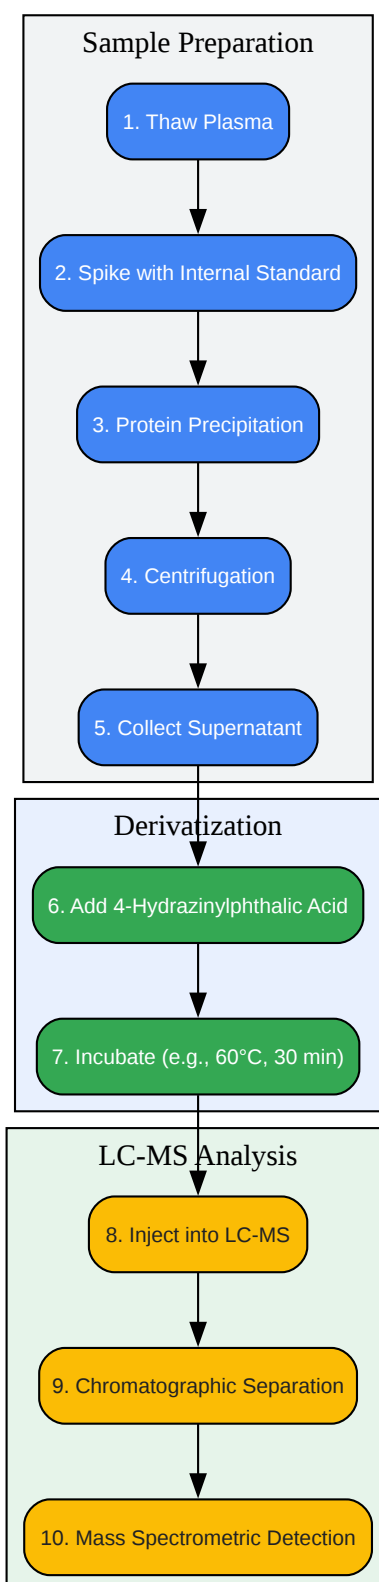 Sample Preparation
1. Thaw Plasma
2. Spike with Internal Standard
3. Protein Precipitation
4. Centrifugation
5. Collect Supernatant
Derivatization
6. Add 4-Hydrazinylphthalic Acid
7. Incubate (e.g., 60°C, 30 min)
LC-MS Analysis
8. Inject into LC-MS
9. Chromatographic Separation
10. Mass Spectrometric Detection